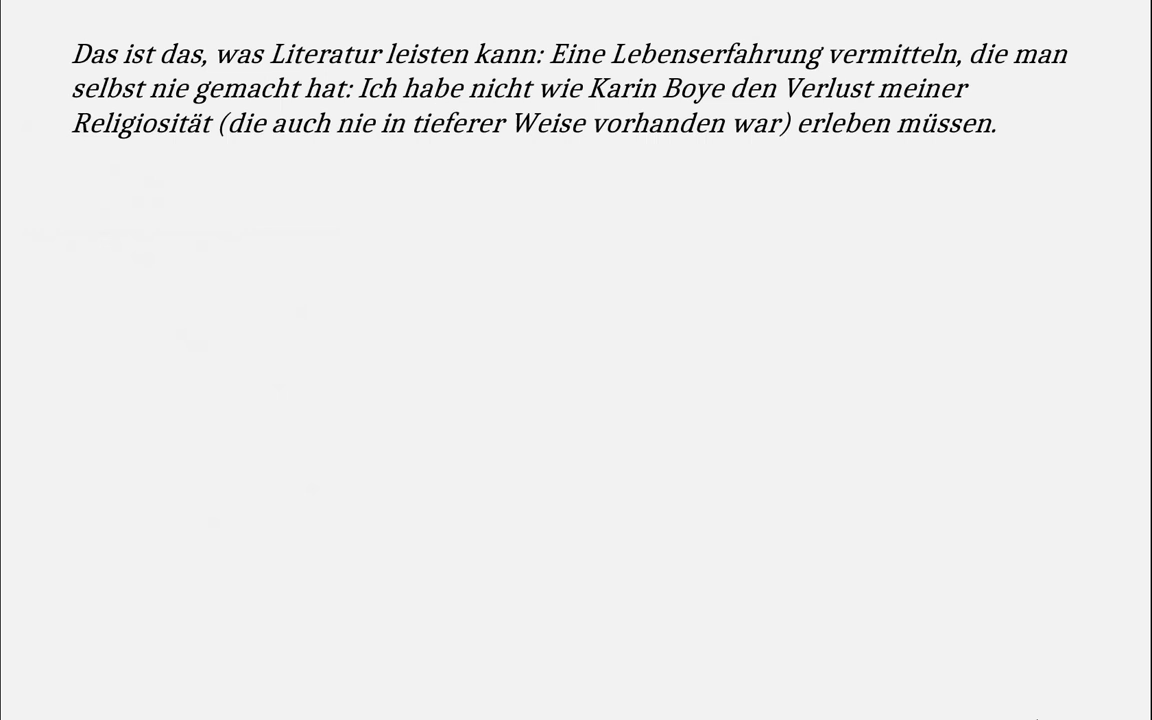 Das ist das, was Literatur leisten kann: Eine Lebenserfahrung vermitteln, die man
selbst nie gemacht hat: Ich habe nicht wie Karin Boye den Verlust meiner
Religiosität (die auch nie in tieferer Weise vorhanden war) erleben müssen.